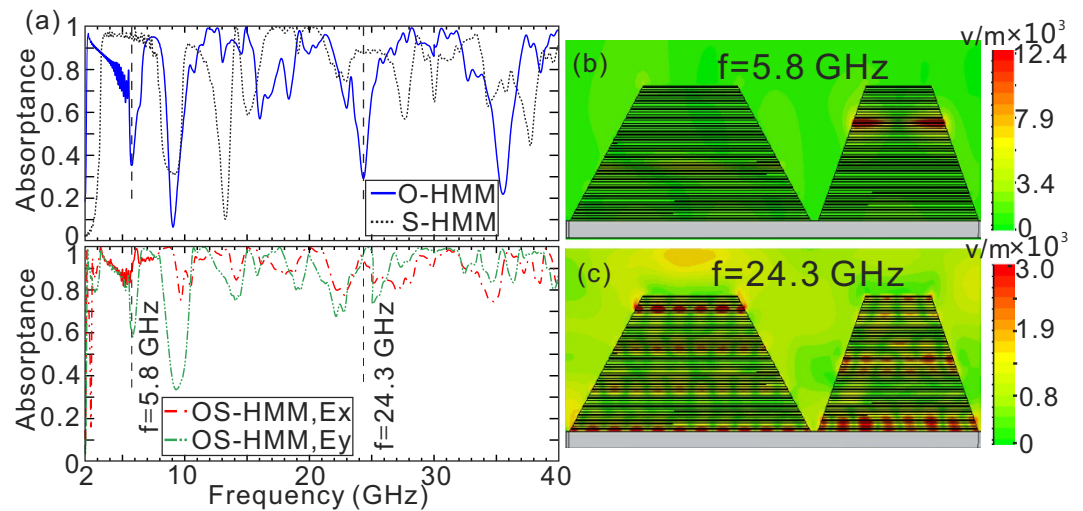 (a)
Absorptance
1
0.8
0.6
0.4
0.2
0
O-HMM
S-HMM
Absorptance
1
0.8
0.6
0.4
0.2
0
f=5.8 GHz
f=24.3 GHz
OS-HMM,Ex
OS-HMM,Ey
2 10 20 30 40
Frequency (GHz)
(b)
f=5.8 GHz
v/m×10³
12.4
7.9
3.4
0
(c)
f=24.3 GHz
v/m×10³
3.0
1.9
0.8
0